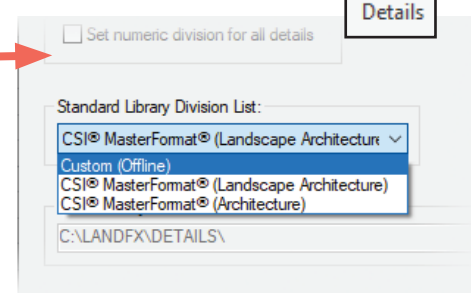 Details
Set numeric division for all details
Standard Library Division List:
CSI® MasterFormat® (Landscape Architecture
Custom (Offline)
CSI® MasterFormat® (Landscape Architecture)
CSI® MasterFormat® (Architecture)
C:\LANDFX\DETAILS\